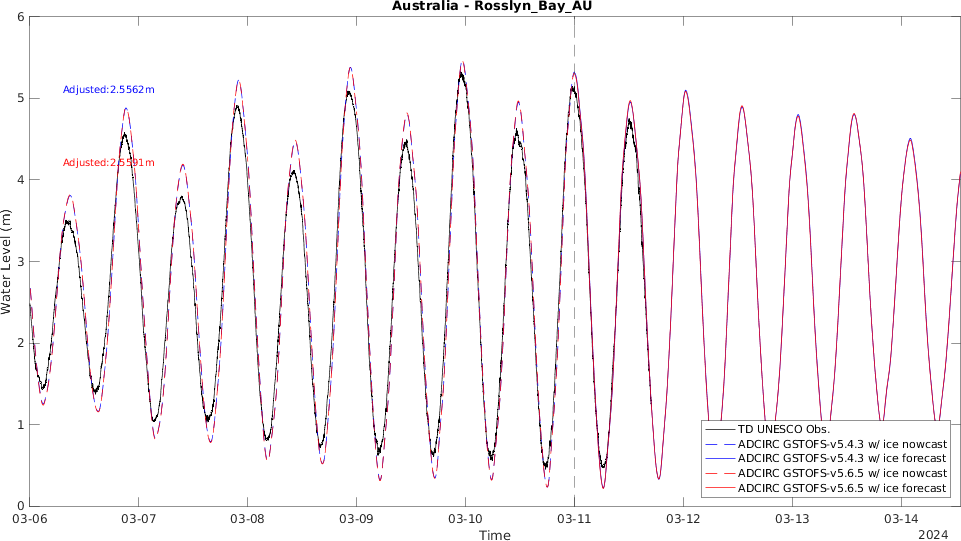 Australia - Rosslyn_Bay_AU
6
5
4
3
2
1
0
Water Level (m)
Adjusted:2.5562m
Adjusted:2.5591m
TD UNESCO Obs.
ADCIRC GSTOFS-v5.4.3 w/ ice nowcast
ADCIRC GSTOFS-v5.4.3 w/ ice forecast
ADCIRC GSTOFS-v5.6.5 w/ ice nowcast
ADCIRC GSTOFS-v5.6.5 w/ ice forecast
03-06 03-07 03-08 03-09 03-10 03-11 03-12 03-13 03-14
Time
2024